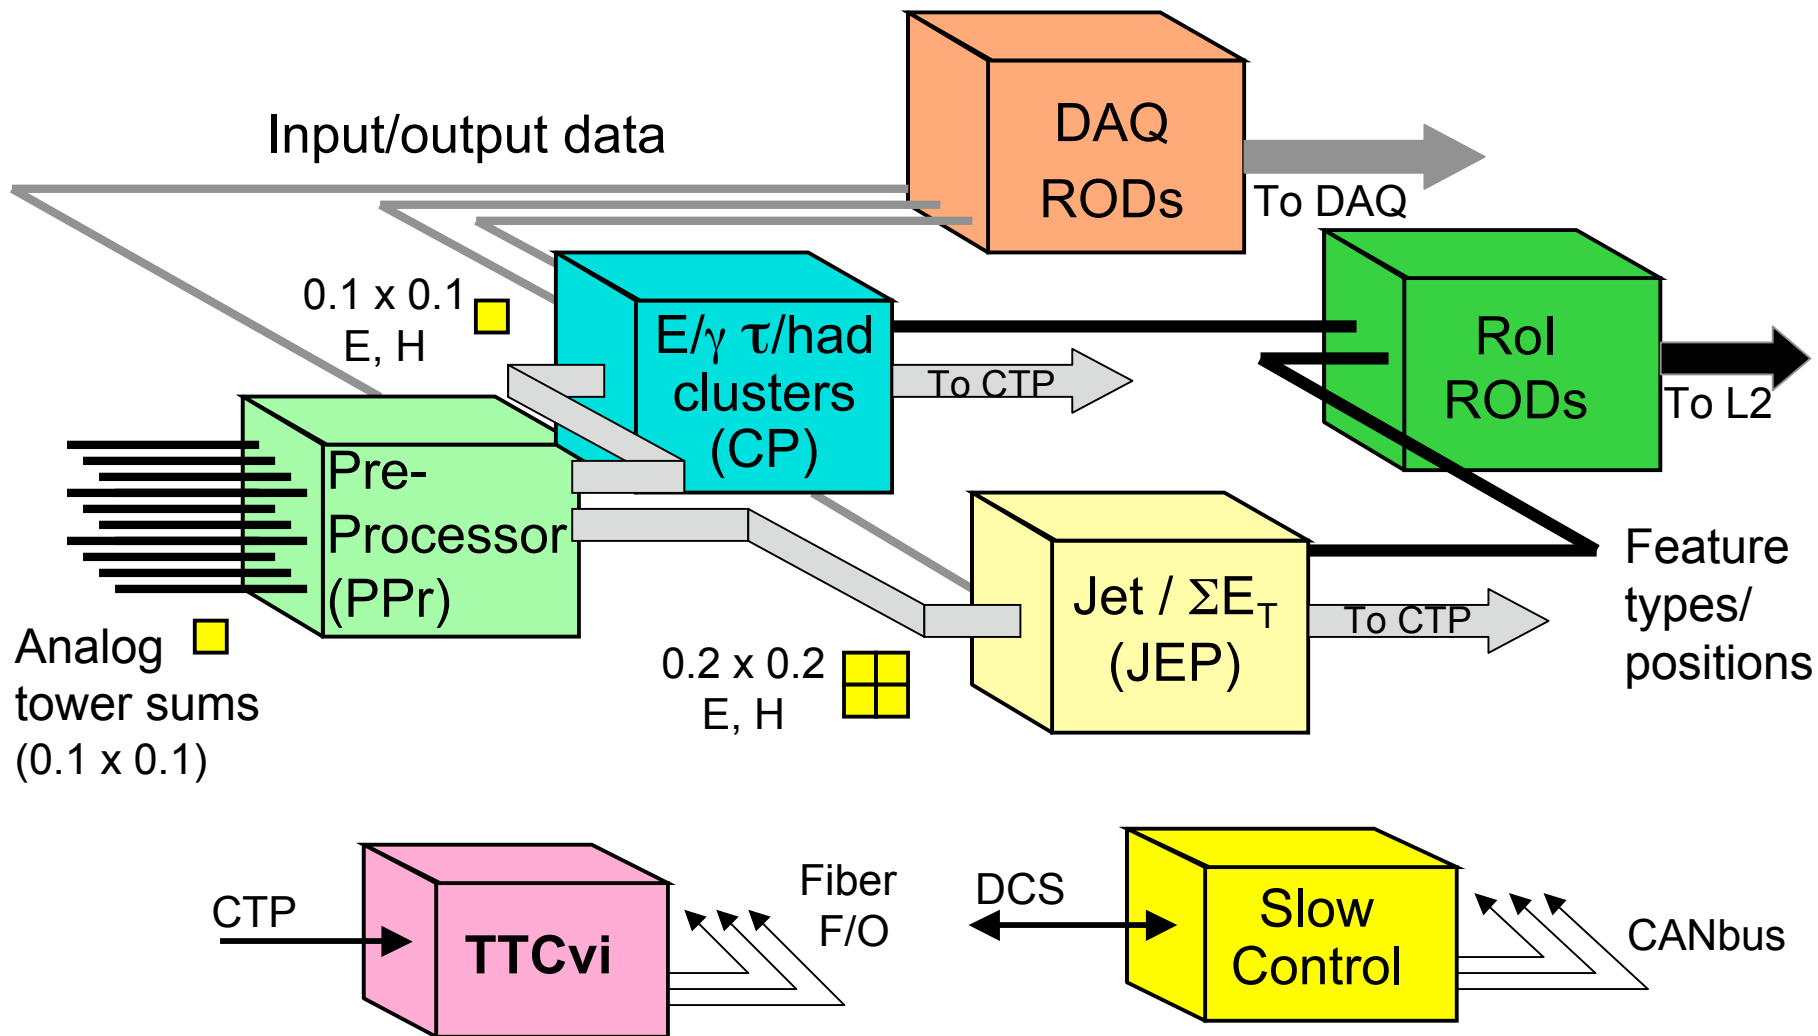 Input/output data
DAQ
RODs
To DAQ
0.1 x 0.1
E, H
E/γ τ/had
clusters
(CP)
To CTP
RoI
RODs
To L2
Pre-
Processor
(PPr)
Analog
tower sums
(0.1 x 0.1)
0.2 x 0.2
E, H
Jet / ΣE_T
(JEP)
To CTP
Feature
types/
positions
CTP
TTCvi
Fiber
F/O
DCS
Slow
Control
CANbus